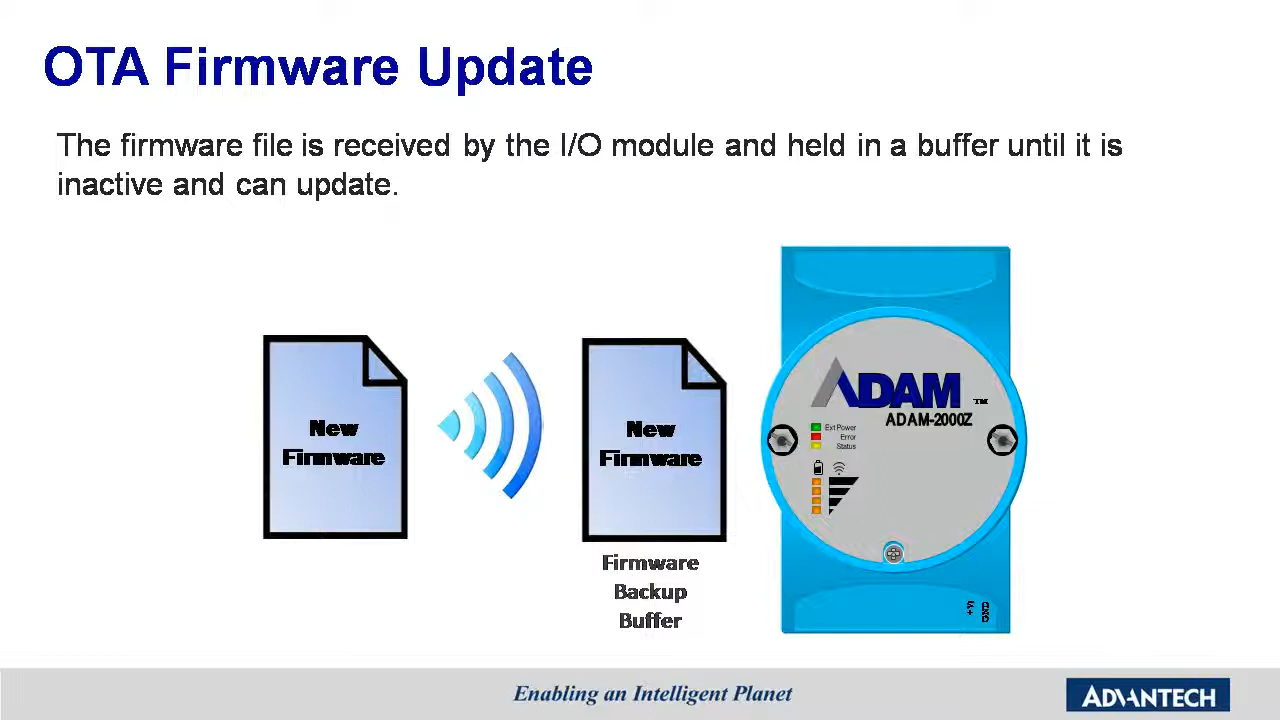 OTA Firmware Update
The firmware file is received by the I/O module and held in a buffer until it is
inactive and can update.
New
Firmware
New
Firmware
Firmware
Backup
Buffer
ADAM ™
ADAM-2000Z
Ext Power
Error
Status
Enabling an Intelligent Planet
ADVANTECH